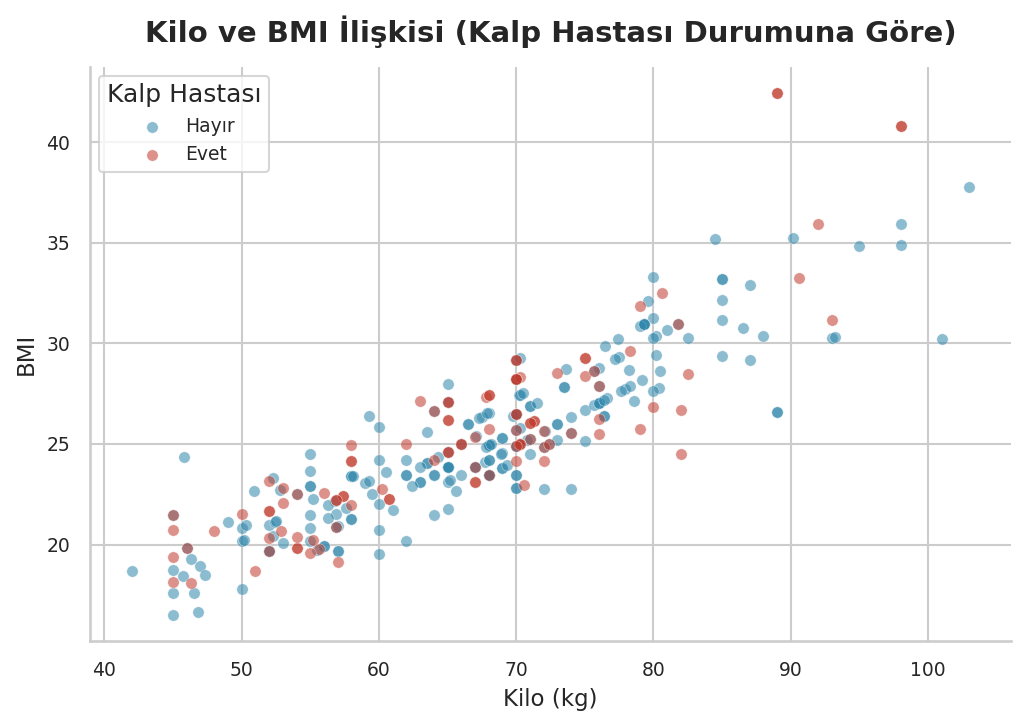 Kilo ve BMI İlişkisi (Kalp Hastası Durumuna Göre)
Kalp Hastası
Hayır
Evet
40
35
30
25
20
BMI
40 50 60 70 80 90 100
Kilo (kg)